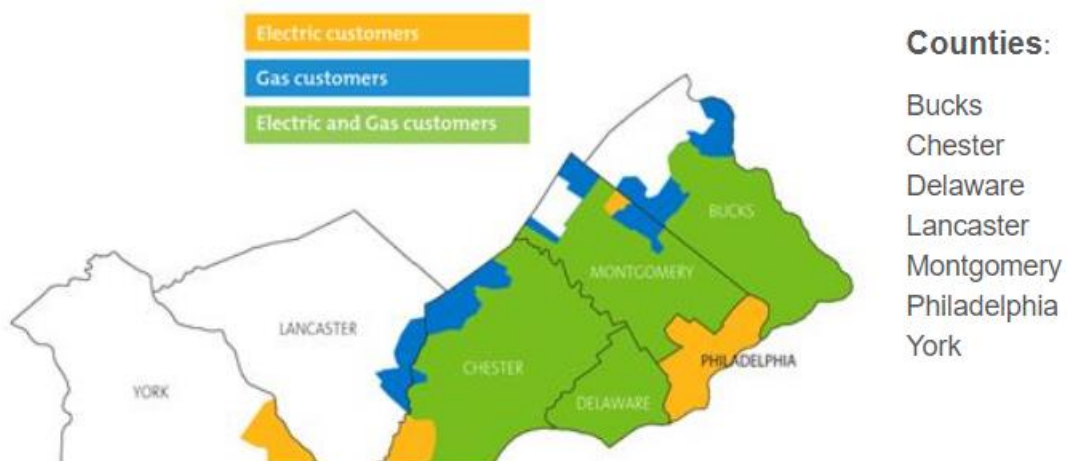 Electric customers
Gas customers
Electric and Gas customers
BUCKS
MONTGOMERY
LANCASTER
CHESTER
PHILADELPHIA
YORK
DELAWARE
Counties:
Bucks
Chester
Delaware
Lancaster
Montgomery
Philadelphia
York